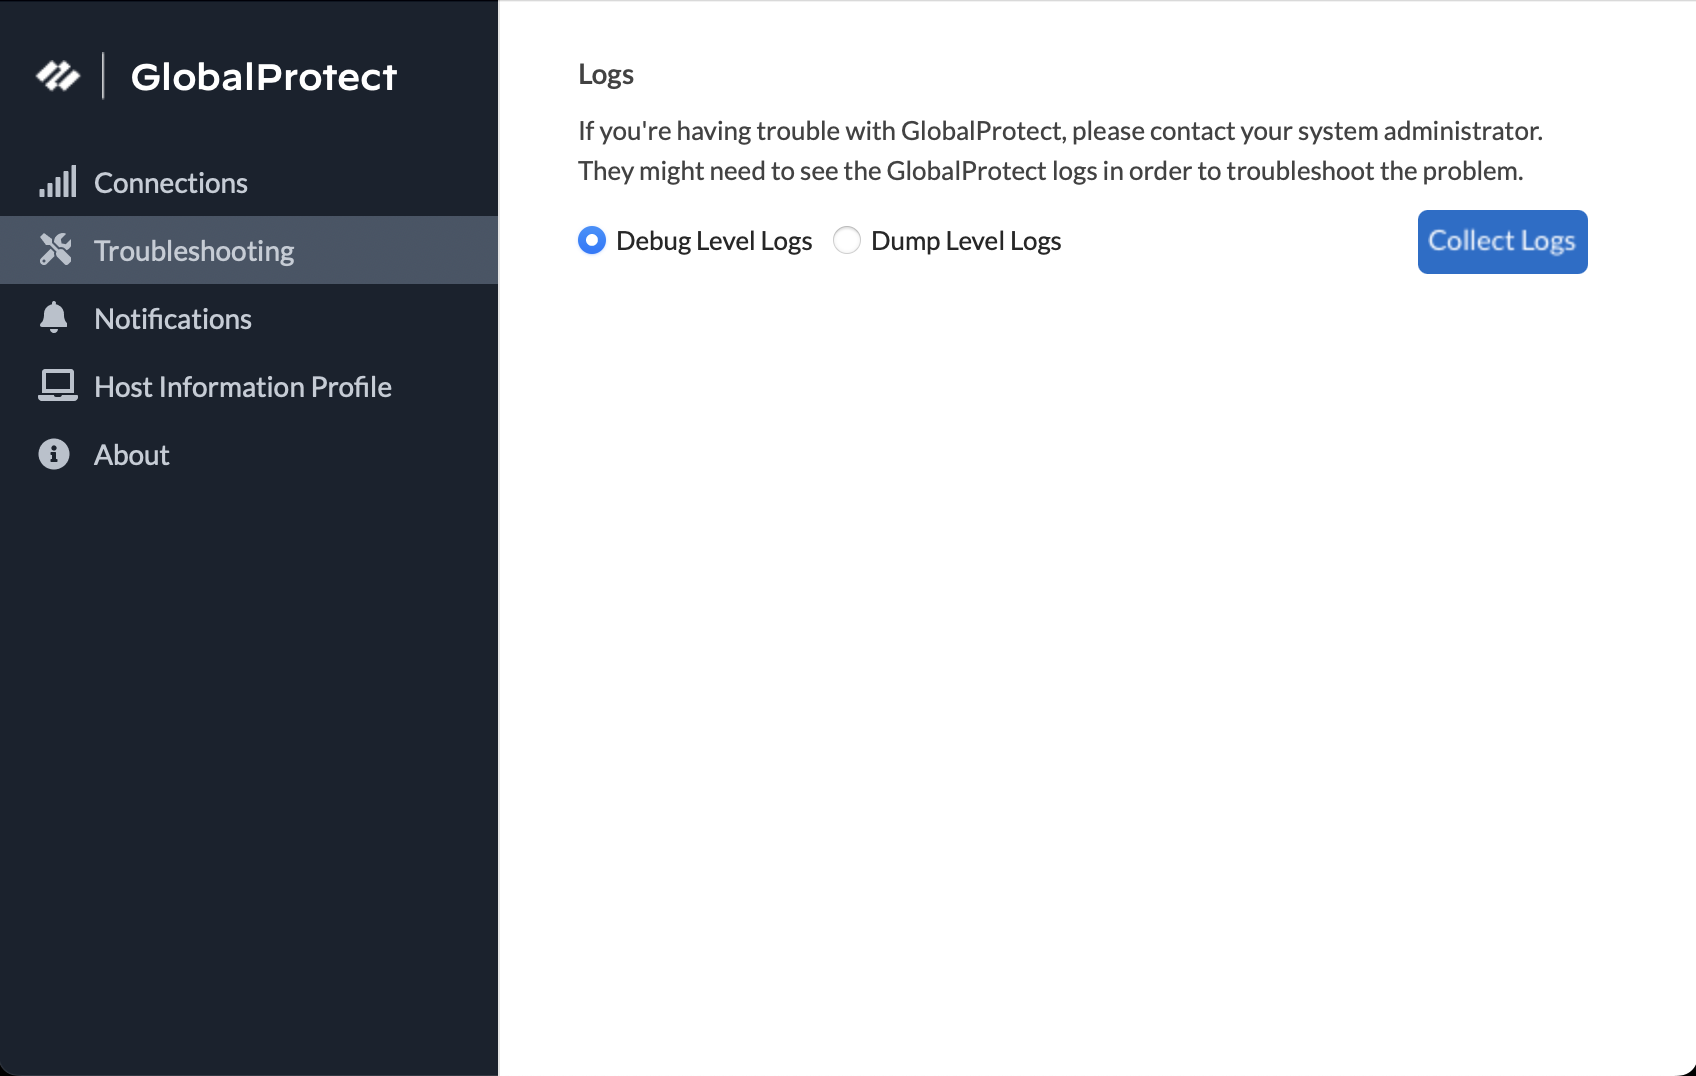 GlobalProtect
Connections
Troubleshooting
Notifications
Host Information Profile
About
Logs
If you're having trouble with GlobalProtect, please contact your system administrator.
They might need to see the GlobalProtect logs in order to troubleshoot the problem.
Debug Level Logs Dump Level Logs Collect Logs